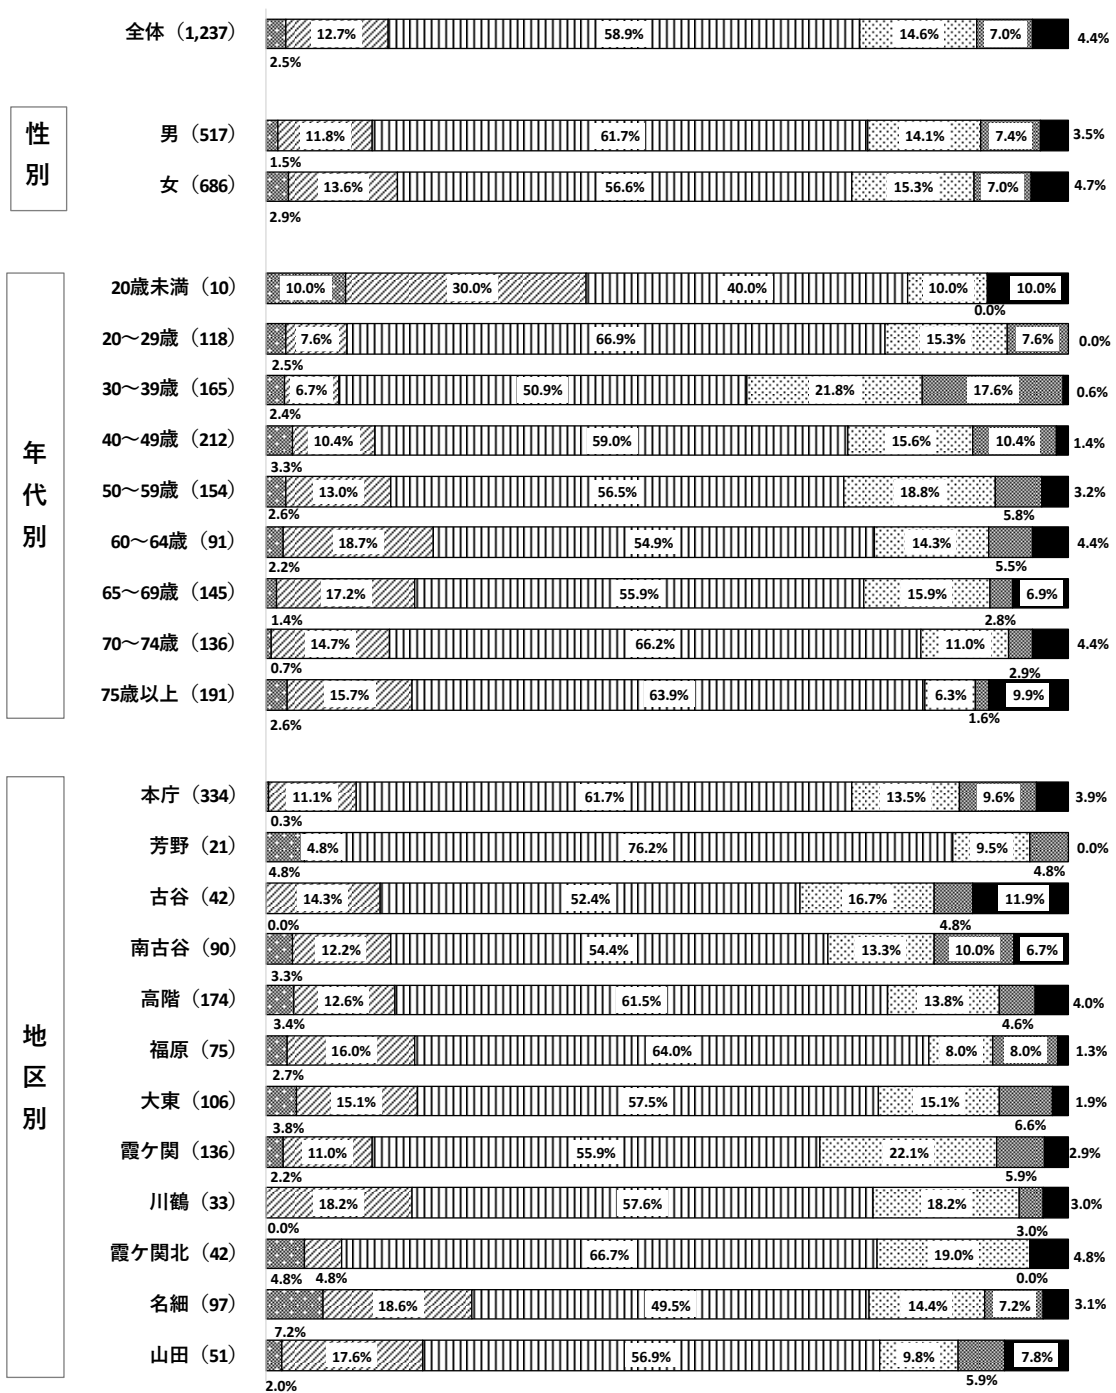 全体（1,237） 12.7% 58.9% 14.6% 7.0% 4.4%
2.5%
性別
男（517） 11.8% 61.7% 14.1% 7.4% 3.5%
1.5%
女（686） 13.6% 56.6% 15.3% 7.0% 4.7%
2.9%
年代別
20歳未満（10） 10.0% 30.0% 40.0% 10.0% 10.0%
0.0%
20～29歳（118） 7.6% 66.9% 15.3% 7.6% 0.0%
2.5%
30～39歳（165） 6.7% 50.9% 21.8% 17.6% 0.6%
2.4%
40～49歳（212） 10.4% 59.0% 15.6% 10.4% 1.4%
3.3%
50～59歳（154） 13.0% 56.5% 18.8% 3.2%
2.6% 5.8%
60～64歳（91） 18.7% 54.9% 14.3% 4.4%
2.2% 5.5%
65～69歳（145） 17.2% 55.9% 15.9% 6.9%
1.4% 2.8%
70～74歳（136） 14.7% 66.2% 11.0% 4.4%
0.7% 2.9%
75歳以上（191） 15.7% 63.9% 6.3% 9.9%
2.6% 1.6%
地区別
本庁（334） 11.1% 61.7% 13.5% 9.6% 3.9%
0.3%
芳野（21） 4.8% 76.2% 9.5% 0.0%
4.8% 4.8%
古谷（42） 14.3% 52.4% 16.7% 11.9%
0.0% 4.8%
南古谷（90） 12.2% 54.4% 13.3% 10.0% 6.7%
3.3%
高階（174） 12.6% 61.5% 13.8% 4.0%
3.4% 4.6%
福原（75） 16.0% 64.0% 8.0% 8.0% 1.3%
2.7%
大東（106） 15.1% 57.5% 15.1% 1.9%
3.8% 6.6%
霞ケ関（136） 11.0% 55.9% 22.1% 2.9%
2.2% 5.9%
川鶴（33） 18.2% 57.6% 18.2% 3.0%
0.0% 3.0%
霞ケ関北（42） 66.7% 19.0% 4.8%
4.8% 4.8% 0.0%
名細（97） 18.6% 49.5% 14.4% 7.2% 3.1%
7.2%
山田（51） 17.6% 56.9% 9.8% 7.8%
2.0% 5.9%